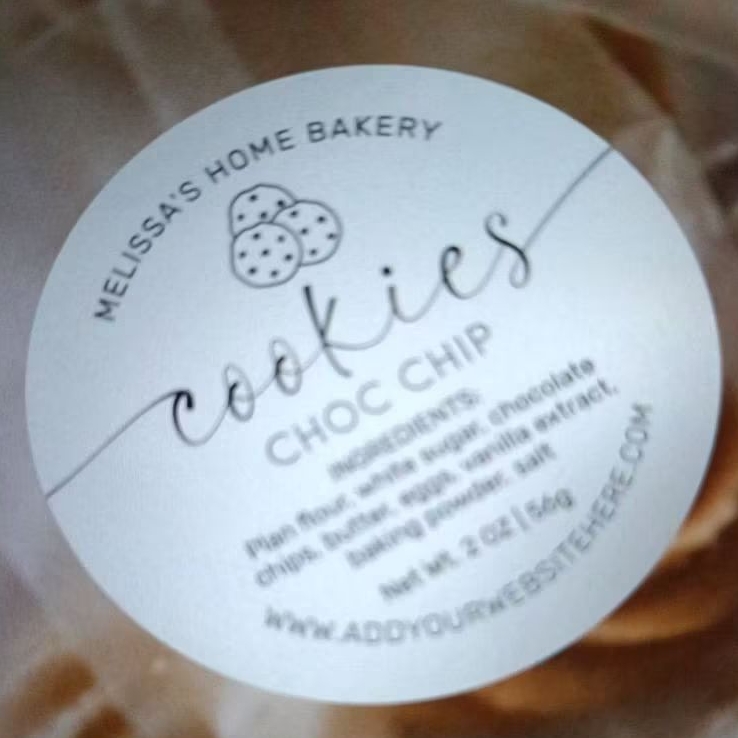 MELISSA'S HOME BAKERY
cookies
CHOC CHIP
INGREDIENTS:
Plan flour, white sugar, chocolate
chips, butter, eggs, vanilla extract,
baking powder, salt
Net wt. 2 OZ | 56g
WWW.ADDYOURWEBSITEHERE.COM